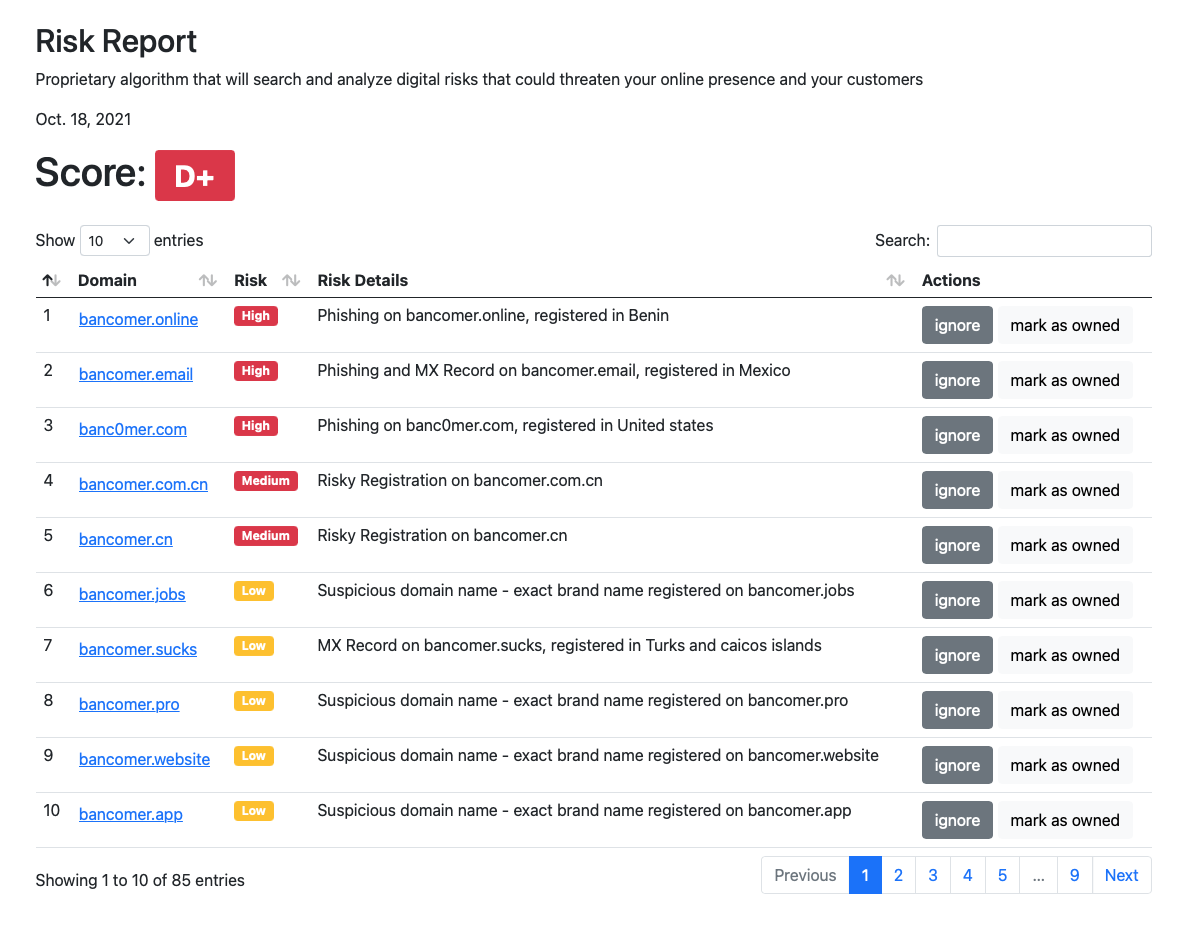 Risk Report
Proprietary algorithm that will search and analyze digital risks that could threaten your online presence and your customers
Oct. 18, 2021
Score: D+
Show 10 entries Search:
Domain Risk Risk Details Actions
1 bancomer.online High Phishing on bancomer.online, registered in Benin ignore mark as owned
2 bancomer.email High Phishing and MX Record on bancomer.email, registered in Mexico ignore mark as owned
3 banc0mer.com High Phishing on banc0mer.com, registered in United states ignore mark as owned
4 bancomer.com.cn Medium Risky Registration on bancomer.com.cn ignore mark as owned
5 bancomer.cn Medium Risky Registration on bancomer.cn ignore mark as owned
6 bancomer.jobs Low Suspicious domain name - exact brand name registered on bancomer.jobs ignore mark as owned
7 bancomer.sucks Low MX Record on bancomer.sucks, registered in Turks and caicos islands ignore mark as owned
8 bancomer.pro Low Suspicious domain name - exact brand name registered on bancomer.pro ignore mark as owned
9 bancomer.website Low Suspicious domain name - exact brand name registered on bancomer.website ignore mark as owned
10 bancomer.app Low Suspicious domain name - exact brand name registered on bancomer.app ignore mark as owned
Showing 1 to 10 of 85 entries Previous 1 2 3 4 5 ... 9 Next